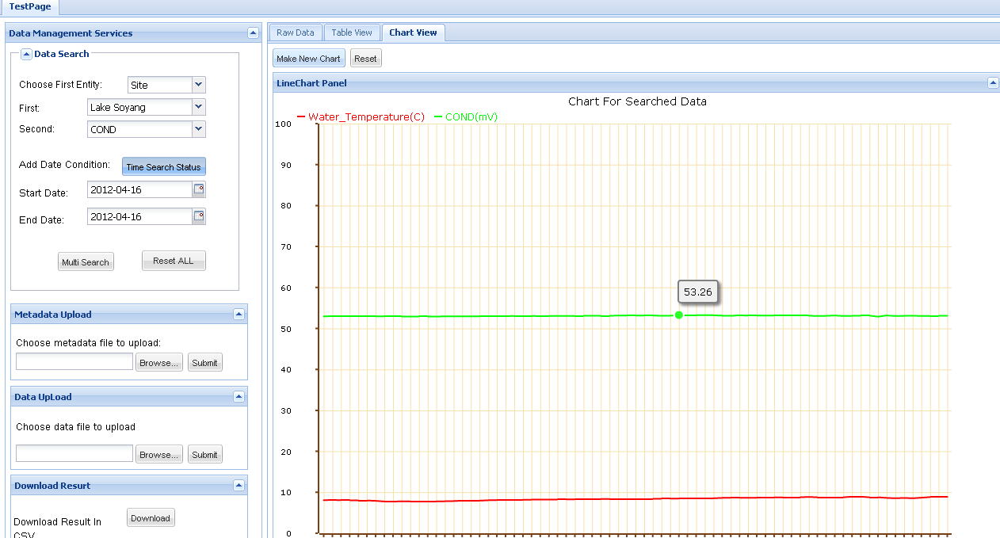 TestPage
Data Management Services
Data Search
Choose First Entity: Site
First: Lake Soyang
Second: COND
Add Date Condition: Time Search Status
Start Date: 2012-04-16
End Date: 2012-04-16
Multi Search Reset ALL
Metadata Upload
Choose metadata file to upload:
Browse... Submit
Data UpLoad
Choose data file to upload
Browse... Submit
Download Resurt
Download Result In
CSV
Download
Raw Data Table View Chart View
Make New Chart Reset
LineChart Panel
Chart For Searched Data
Water_Temperature(C) COND(mV)
100
90
80
70
60
53.26
50
40
30
20
10
0